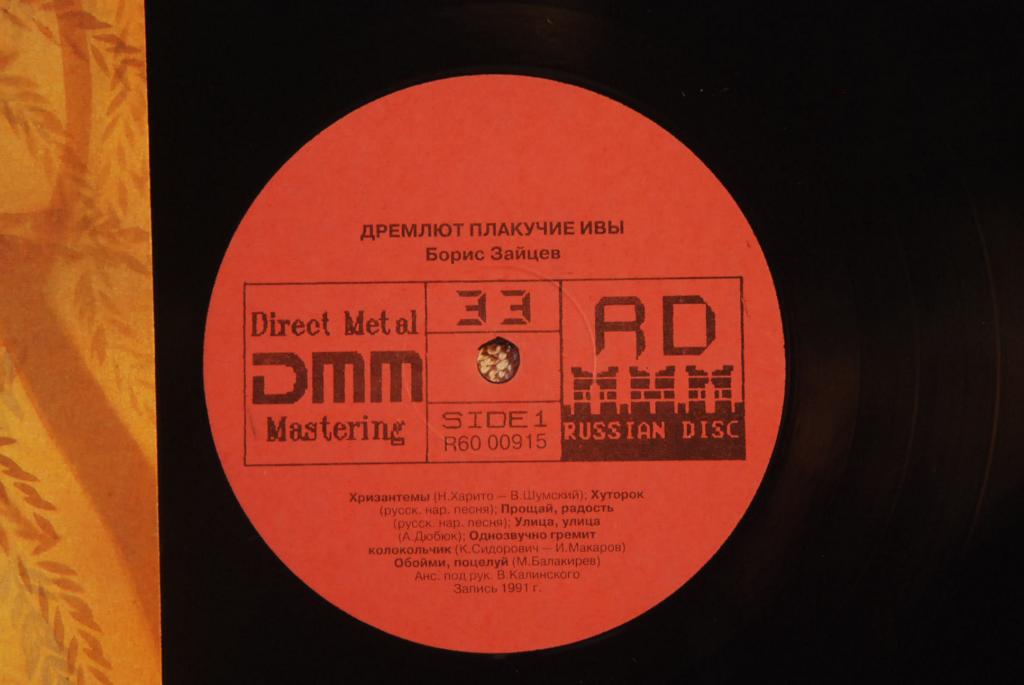 ДРЕМЛЮТ ПЛАКУЧИЕ ИВЫ
Борис Зайцев
Direct Metal
DMM
Mastering
33
SIDE 1
R60 00915
RD
RUSSIAN DISC
Хризантемы (Н.Харито — В.Шумский); Хуторок
(русск. нар. песня); Прощай, радость
(русск. нар. песня); Улица, улица
(А.Дюбюк); Однозвучно гремит
колокольчик (К.Сидорович — И.Макаров)
Обойми, поцелуй (М.Балакирев)
Анс. под рук. В.Калинского
Запись 1991 г.